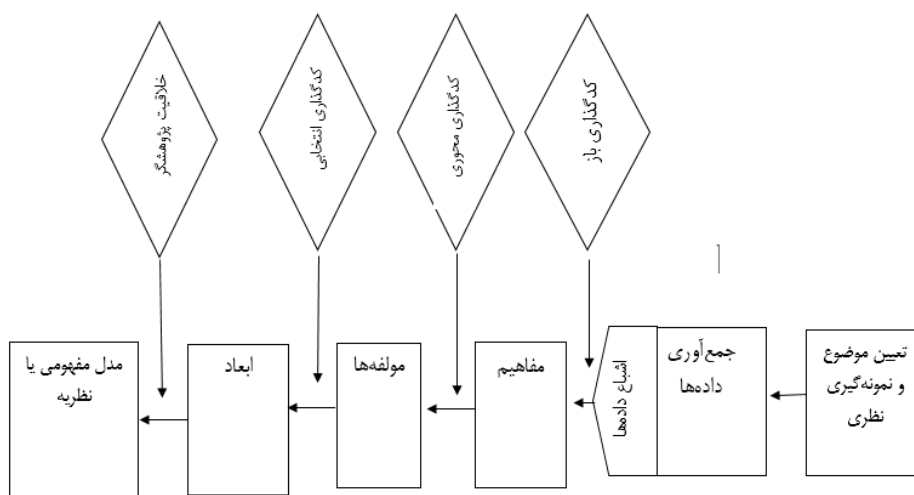 کدگذاری باز
کدگذاری محوری
کدگذاری انتخابی
خلاقیت پژوهشگر
تعیین موضوع
و نمونه‌گیری
نظری
جمع‌آوری
داده‌ها
اشباع داده‌ها
مفاهیم
مولفه‌ها
ابعاد
مدل مفهومی یا
نظریه